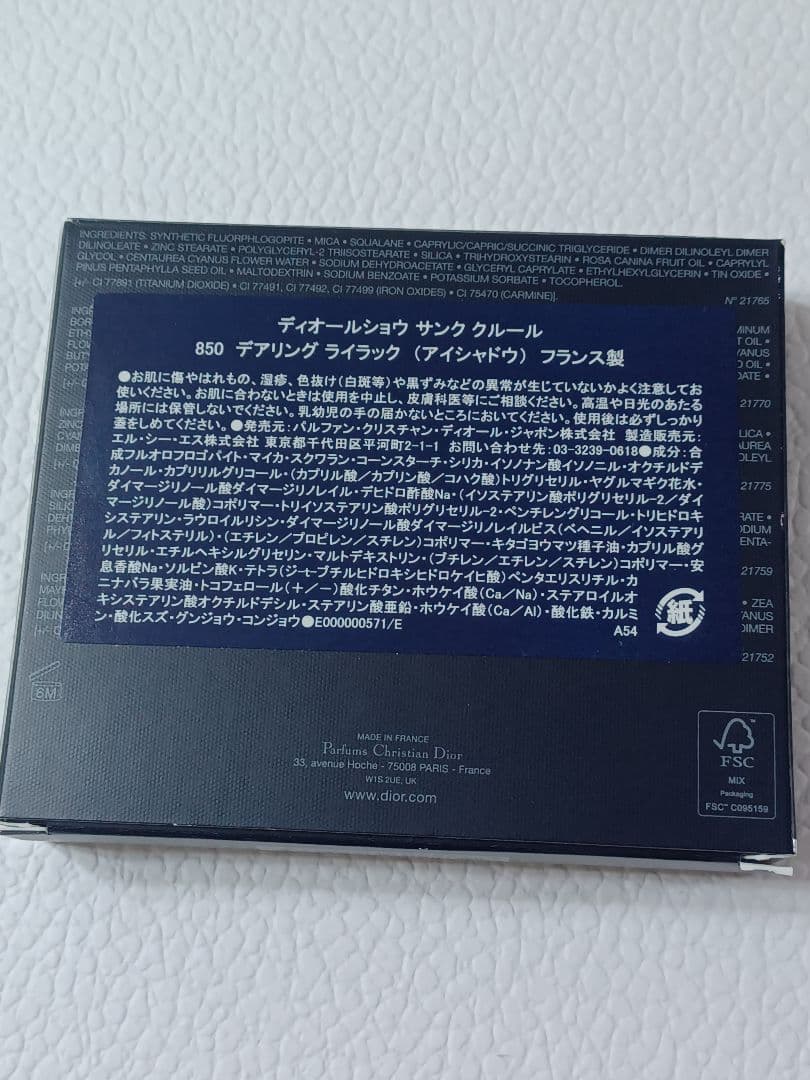 INGREDIENTS: SYNTHETIC FLUORPHLOGOPITE • MICA • SQUALANE • CAPRYLIC/CAPRIC/SUCCINIC TRIGLYCERIDE • DIMER DILINOLEYL DIMER
DILINOLEATE • ZINC STEARATE • POLYGLYCERYL-2 TRIISOSTEARATE • SILICA • TRIHYDROXYSTEARIN • ROSA CANINA FRUIT OIL • CAPRYLYL
GLYCOL • CENTAUREA CYANUS FLOWER WATER • SODIUM DEHYDROACETATE • GLYCERYL CAPRYLATE • ETHYLHEXYLGLYCERIN • TIN OXIDE •
PINUS PENTAPHYLLA SEED OIL • MALTODEXTRIN • SODIUM BENZOATE • POTASSIUM SORBATE • TOCOPHEROL.
[+/- CI 77891 (TITANIUM DIOXIDE) • CI 77491, CI 77492, CI 77499 (IRON OXIDES) • CI 75470 (CARMINE)].
N° 21765
ディオールショウ サンク クルール
850 デアリング ライラック (アイシャドウ) フランス製
●お肌に傷やはれもの、湿疹、色抜け(白斑等)や黒ずみなどの異常が生じていないかよく注意してお
使いください。お肌に合わないときは使用を中止し、皮膚科医等にご相談ください。高温や日光のあたる
場所には保管しないでください。乳幼児の手の届かないところにおいてください。使用後は必ずしっかり
蓋をしめてください。●発売元:パルファン・クリスチャン・ディオール・ジャポン株式会社 製造販売元:
エル・シー・エス株式会社 東京都千代田区平河町2-1-1 お問い合わせ先:03-3239-0618●成分:合
成フルオロフロゴパイト・マイカ・スクワラン・コーンスターチ・シリカ・イソノナン酸イソノニル・オクチルドデ
カノール・カプリリルグリコール・(カプリル酸/カプリン酸/コハク酸)トリグリセリル・ヤグルマギク花水・
ダイマージリノール酸ダイマージリノレイル・デヒドロ酢酸Na・(イソステアリン酸ポリグリセリル-2/ダイ
マージリノール酸)コポリマー・トリイソステアリン酸ポリグリセリル-2・ペンチレングリコール・トリヒドロキ
システアリン・ラウロイルリシン・ダイマージリノール酸ダイマージリノレイルビス(ベヘニル/イソステアリ
ル/フィトステリル)・(エチレン/プロピレン/スチレン)コポリマー・キタゴヨウマツ種子油・カプリル酸グ
リセリル・エチルヘキシルグリセリン・マルトデキストリン・(ブチレン/エチレン/スチレン)コポリマー・安
息香酸Na・ソルビン酸K・テトラ(ジ-t-ブチルヒドロキシヒドロケイヒ酸)ペンタエリスリチル・カ
ニナバラ果実油・トコフェロール(+/-)酸化チタン・ホウケイ酸(Ca/Na)・ステアロイルオ
キシステアリン酸オクチルドデシル・ステアリン酸亜鉛・ホウケイ酸(Ca/Al)・酸化鉄・カルミ
ン・酸化スズ・グンジョウ・コンジョウ●E000000571/E
A54
紙
21770
21775
21759
21752
6M
MADE IN FRANCE
Parfums Christian Dior
33, avenue Hoche - 75008 PARIS - France
W1S 2UE, UK
www.dior.com
FSC
MIX
Packaging
FSC™ C095159